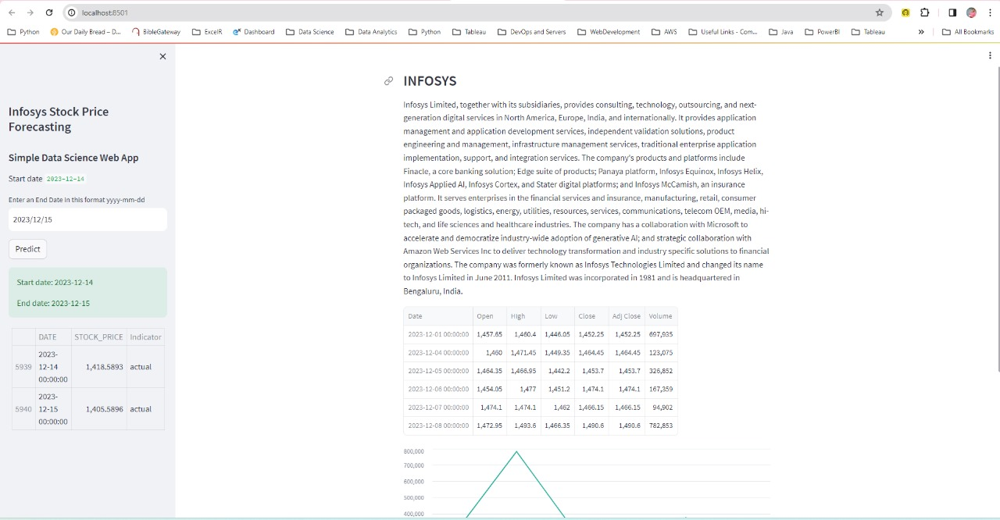 localhost:8501
Python
Our Daily Bread – D...
BibleGateway
ExcelR
Dashboard
Data Science
Data Analytics
Python
Tableau
DevOps and Servers
WebDevelopment
AWS
Useful Links - Com...
Java
PowerBI
Tableau
All Bookmarks
Infosys Stock Price
Forecasting
Simple Data Science Web App
Start date 2023-12-14
Enter an End Date in this format yyyy-mm-dd
2023/12/15
Predict
Start date: 2023-12-14
End date: 2023-12-15
DATE STOCK_PRICE Indicator
5939 2023-12-14 00:00:00 1,418.5893 actual
5940 2023-12-15 00:00:00 1,405.5896 actual
INFOSYS
Infosys Limited, together with its subsidiaries, provides consulting, technology, outsourcing, and next-
generation digital services in North America, Europe, India, and internationally. It provides application
management and application development services, independent validation solutions, product
engineering and management, infrastructure management services, traditional enterprise application
implementation, support, and integration services. The company's products and platforms include
Finacle, a core banking solution; Edge suite of products; Panaya platform, Infosys Equinox, Infosys Helix,
Infosys Applied AI, Infosys Cortex, and Stater digital platforms; and Infosys McCamish, an insurance
platform. It serves enterprises in the financial services and insurance, manufacturing, retail, consumer
packaged goods, logistics, energy, utilities, resources, services, communications, telecom OEM, media, hi-
tech, and life sciences and healthcare industries. The company has a collaboration with Microsoft to
accelerate and democratize industry-wide adoption of generative AI; and strategic collaboration with
Amazon Web Services Inc to deliver technology transformation and industry specific solutions to financial
organizations. The company was formerly known as Infosys Technologies Limited and changed its name
to Infosys Limited in June 2011. Infosys Limited was incorporated in 1981 and is headquartered in
Bengaluru, India.
Date Open High Low Close Adj Close Volume
2023-12-01 00:00:00 1,457.65 1,460.4 1,446.05 1,452.25 1,452.25 697,935
2023-12-04 00:00:00 1,460 1,471.45 1,449.35 1,464.45 1,464.45 123,075
2023-12-05 00:00:00 1,464.35 1,466.95 1,442.2 1,453.7 1,453.7 326,852
2023-12-06 00:00:00 1,454.05 1,477 1,451.2 1,474.1 1,474.1 167,359
2023-12-07 00:00:00 1,474.1 1,474.1 1,462 1,466.15 1,466.15 94,902
2023-12-08 00:00:00 1,472.95 1,493.6 1,466.35 1,490.6 1,490.6 782,853
800,000
700,000
600,000
500,000
400,000